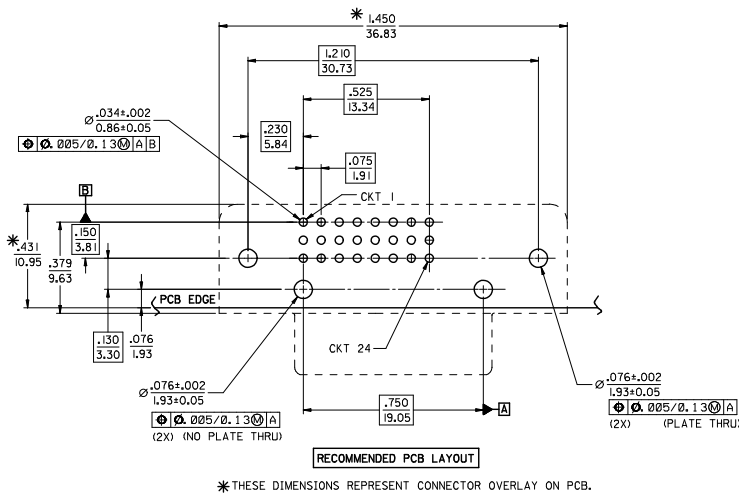 * 1.450
36.83
1.210
30.73
.525
13.34
⌀ .034±.002
0.86±0.05
⌖ ⌀.005/0.13Ⓜ A B
.230
5.84
.075
1.91
CKT 1
B
.150
3.81
* .431
10.95
.379
9.63
PCB EDGE
.130
3.30
.076
1.93
CKT 24
⌀ .076±.002
1.93±0.05
⌖ ⌀.005/0.13Ⓜ A
(2X) (NO PLATE THRU)
.750
19.05
A
⌀ .076±.002
1.93±0.05
⌖ ⌀.005/0.13Ⓜ A
(2X) (PLATE THRU)
RECOMMENDED PCB LAYOUT
* THESE DIMENSIONS REPRESENT CONNECTOR OVERLAY ON PCB.